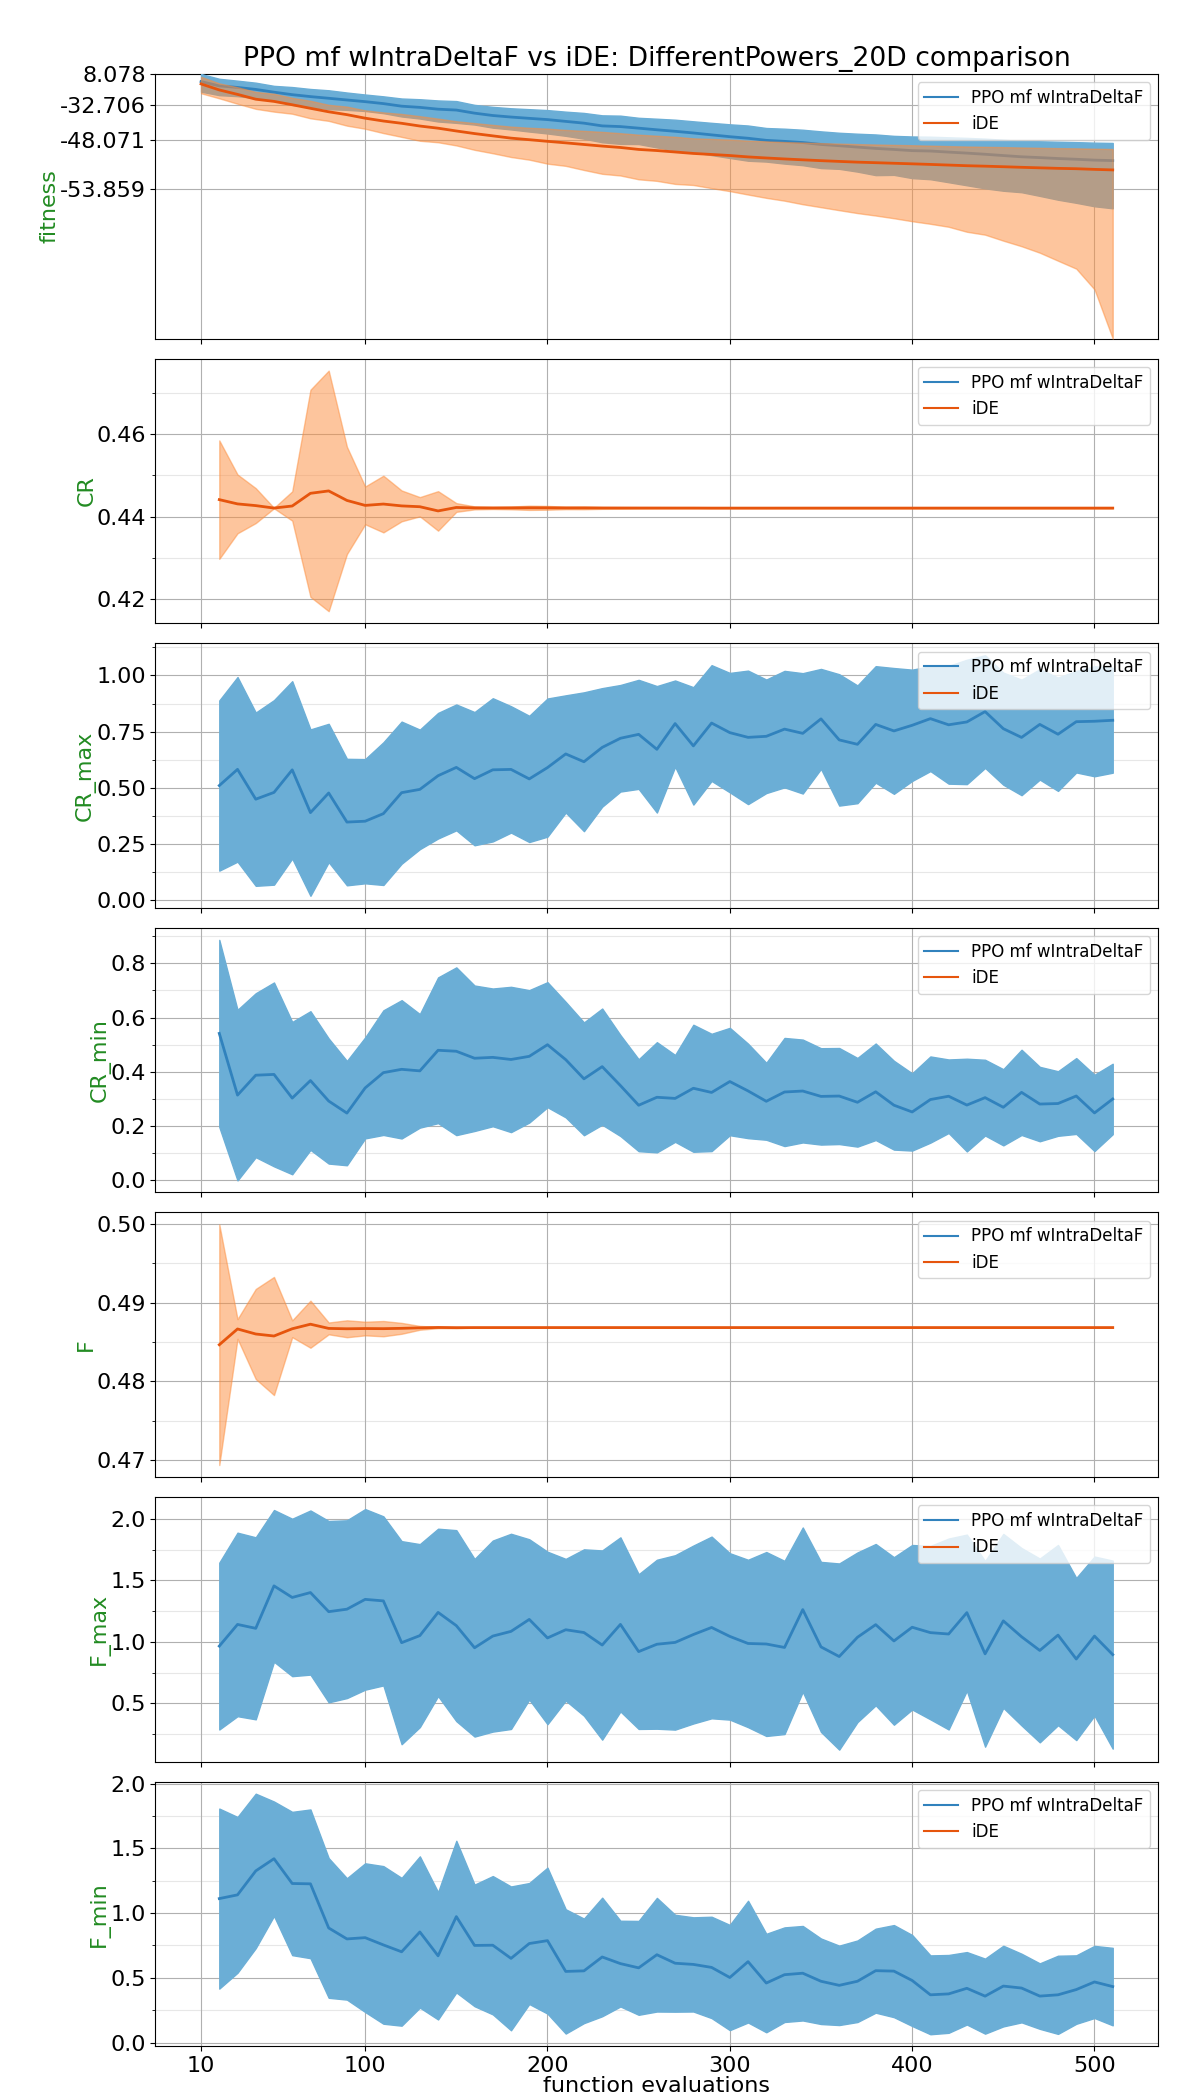 PPO mf wIntraDeltaF vs iDE: DifferentPowers_20D comparison
8.078
-32.706
-48.071
-53.859
fitness
PPO mf wIntraDeltaF
iDE
0.46
0.44
0.42
CR
PPO mf wIntraDeltaF
iDE
1.00
0.75
0.50
0.25
0.00
CR_max
PPO mf wIntraDeltaF
iDE
0.8
0.6
0.4
0.2
0.0
CR_min
PPO mf wIntraDeltaF
iDE
0.50
0.49
0.48
0.47
F
PPO mf wIntraDeltaF
iDE
2.0
1.5
1.0
0.5
F_max
PPO mf wIntraDeltaF
iDE
2.0
1.5
1.0
0.5
0.0
F_min
PPO mf wIntraDeltaF
iDE
10 100 200 300 400 500
function evaluations